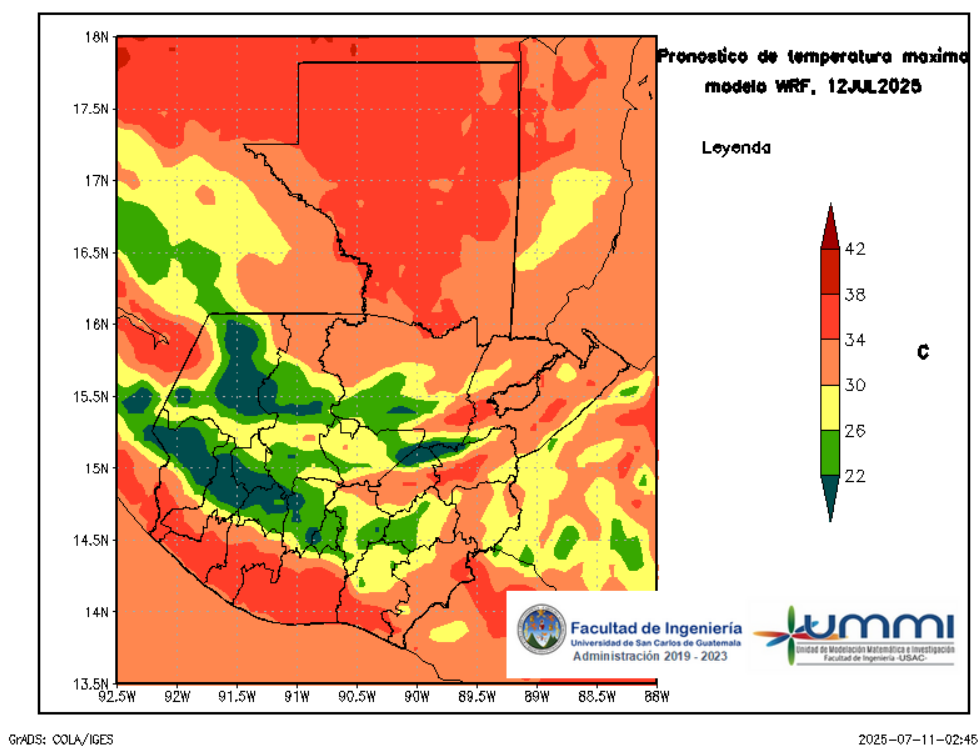 Pronostico de temperatura maxima
modelo WRF, 12JUL2025
Leyenda
42
38
34
30
26
22
C
18N
17.5N
17N
16.5N
16N
15.5N
15N
14.5N
14N
13.5N
92.5W
92W
91.5W
91W
90.5W
90W
89.5W
89W
88.5W
88W
Facultad de Ingeniería
Universidad de San Carlos de Guatemala
Administración 2019 - 2023
ummi
Unidad de Modelación Matemática e Investigación
Facultad de Ingeniería -USAC-
GrADS: COLA/IGES
2025-07-11-02:45